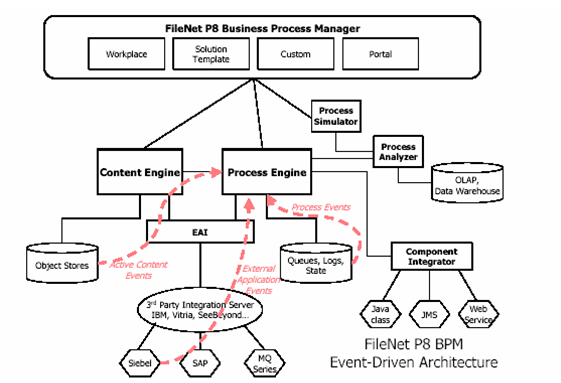 FileNet P8 Business Process Manager
Workplace
Solution
Template
Custom
Portal
Process
Simulator
Process
Analyzer
Content Engine
Process Engine
OLAP,
Data Warehouse
Process Events
EAI
Object Stores
Active Content
Events
External
Application
Events
Queues, Logs,
State
Component
Integrator
3rd Party Integration Server
IBM, Vitria, SeeBeyond...
Java
class
JMS
Web
Service
Siebel
SAP
MQ
Series
FileNet P8 BPM
Event-Driven Architecture